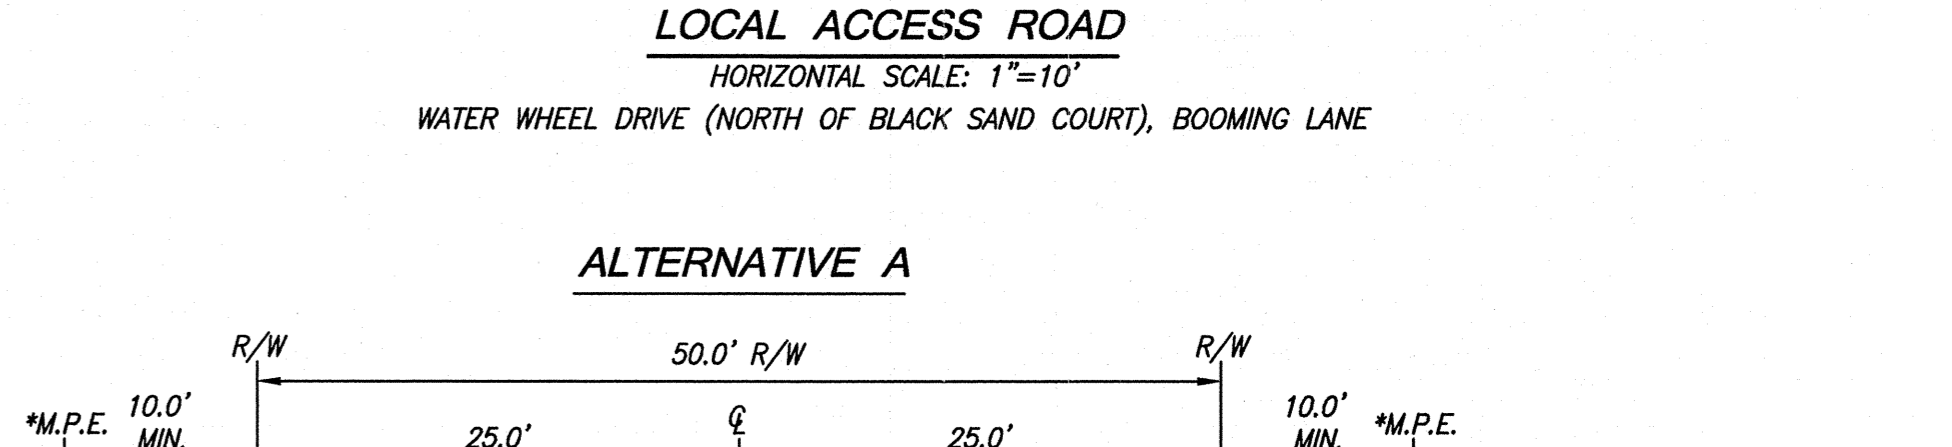 LOCAL ACCESS ROAD
HORIZONTAL SCALE: 1"=10'
WATER WHEEL DRIVE (NORTH OF BLACK SAND COURT), BOOMING LANE
ALTERNATIVE A
R/W 50.0' R/W R/W
*M.P.E. 10.0' MIN. 25.0' ℄ 25.0' 10.0' MIN. *M.P.E.